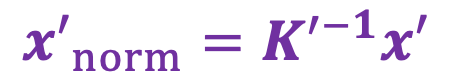 x′norm = K′⁻¹x′